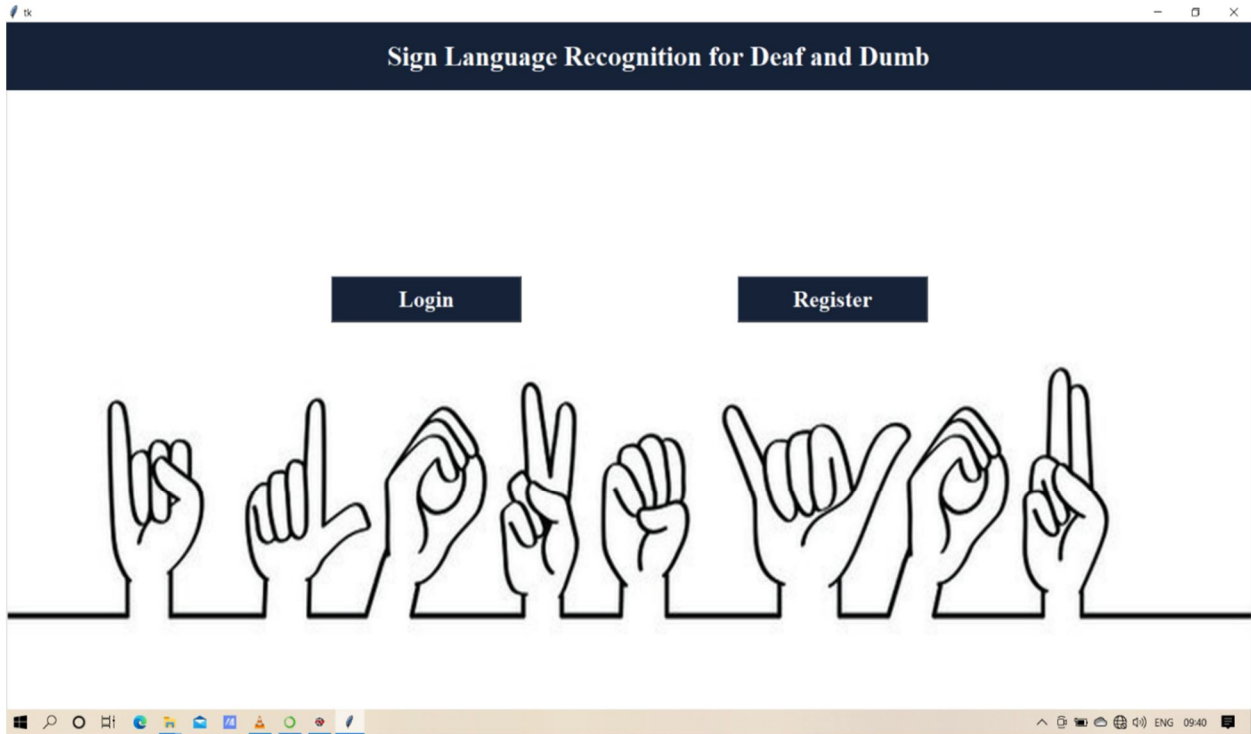 tk
Sign Language Recognition for Deaf and Dumb
Login
Register
ENG 09:40